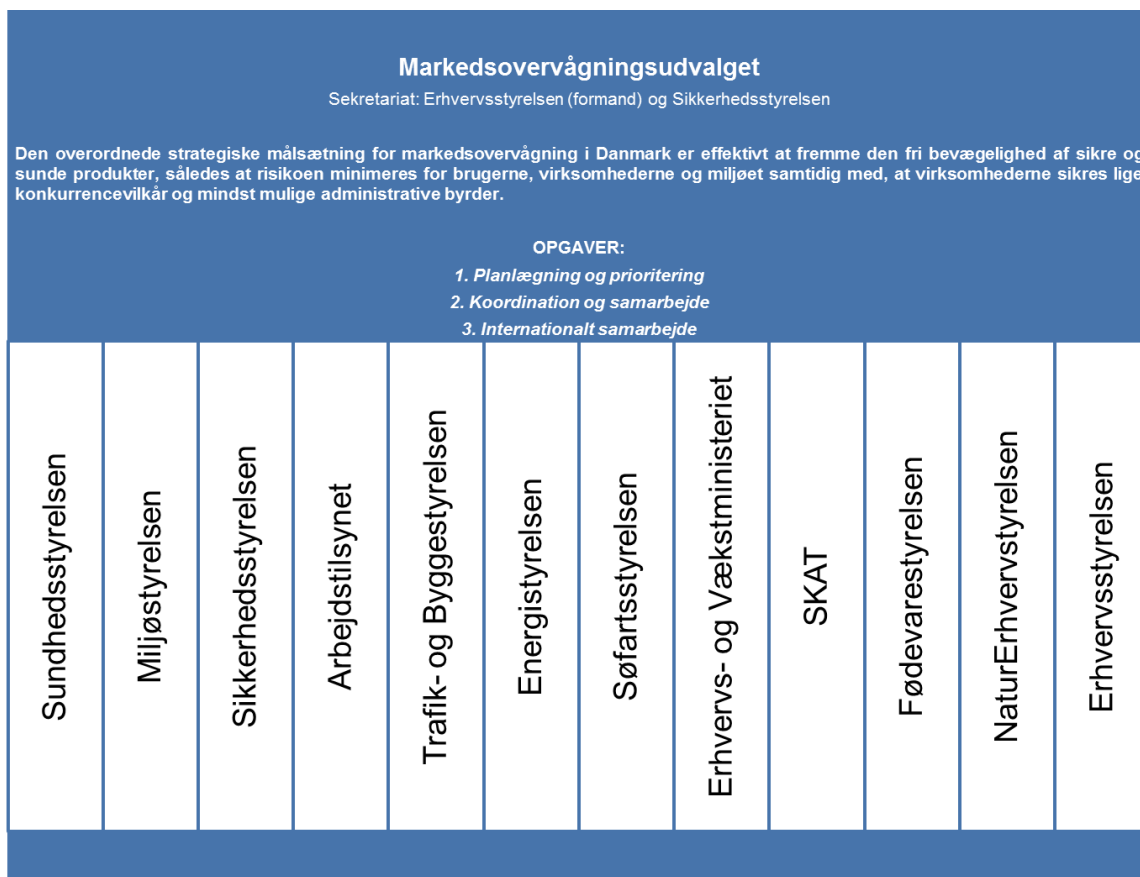 Markedsovervågningsudvalget
Sekretariat: Erhvervsstyrelsen (formand) og Sikkerhedsstyrelsen
Den overordnede strategiske målsætning for markedsovervågning i Danmark er effektivt at fremme den fri bevægelighed af sikre og
sunde produkter, således at risikoen minimeres for brugerne, virksomhederne og miljøet samtidig med, at virksomhederne sikres lige
konkurrencevilkår og mindst mulige administrative byrder.
OPGAVER:
1. Planlægning og prioritering
2. Koordination og samarbejde
3. Internationalt samarbejde
Sundhedsstyrelsen
Miljøstyrelsen
Sikkerhedsstyrelsen
Arbejdstilsynet
Trafik- og Byggestyrelsen
Energistyrelsen
Søfartsstyrelsen
Erhvervs- og Vækstministeriet
SKAT
Fødevarestyrelsen
NaturErhvervstyrelsen
Erhvervsstyrelsen